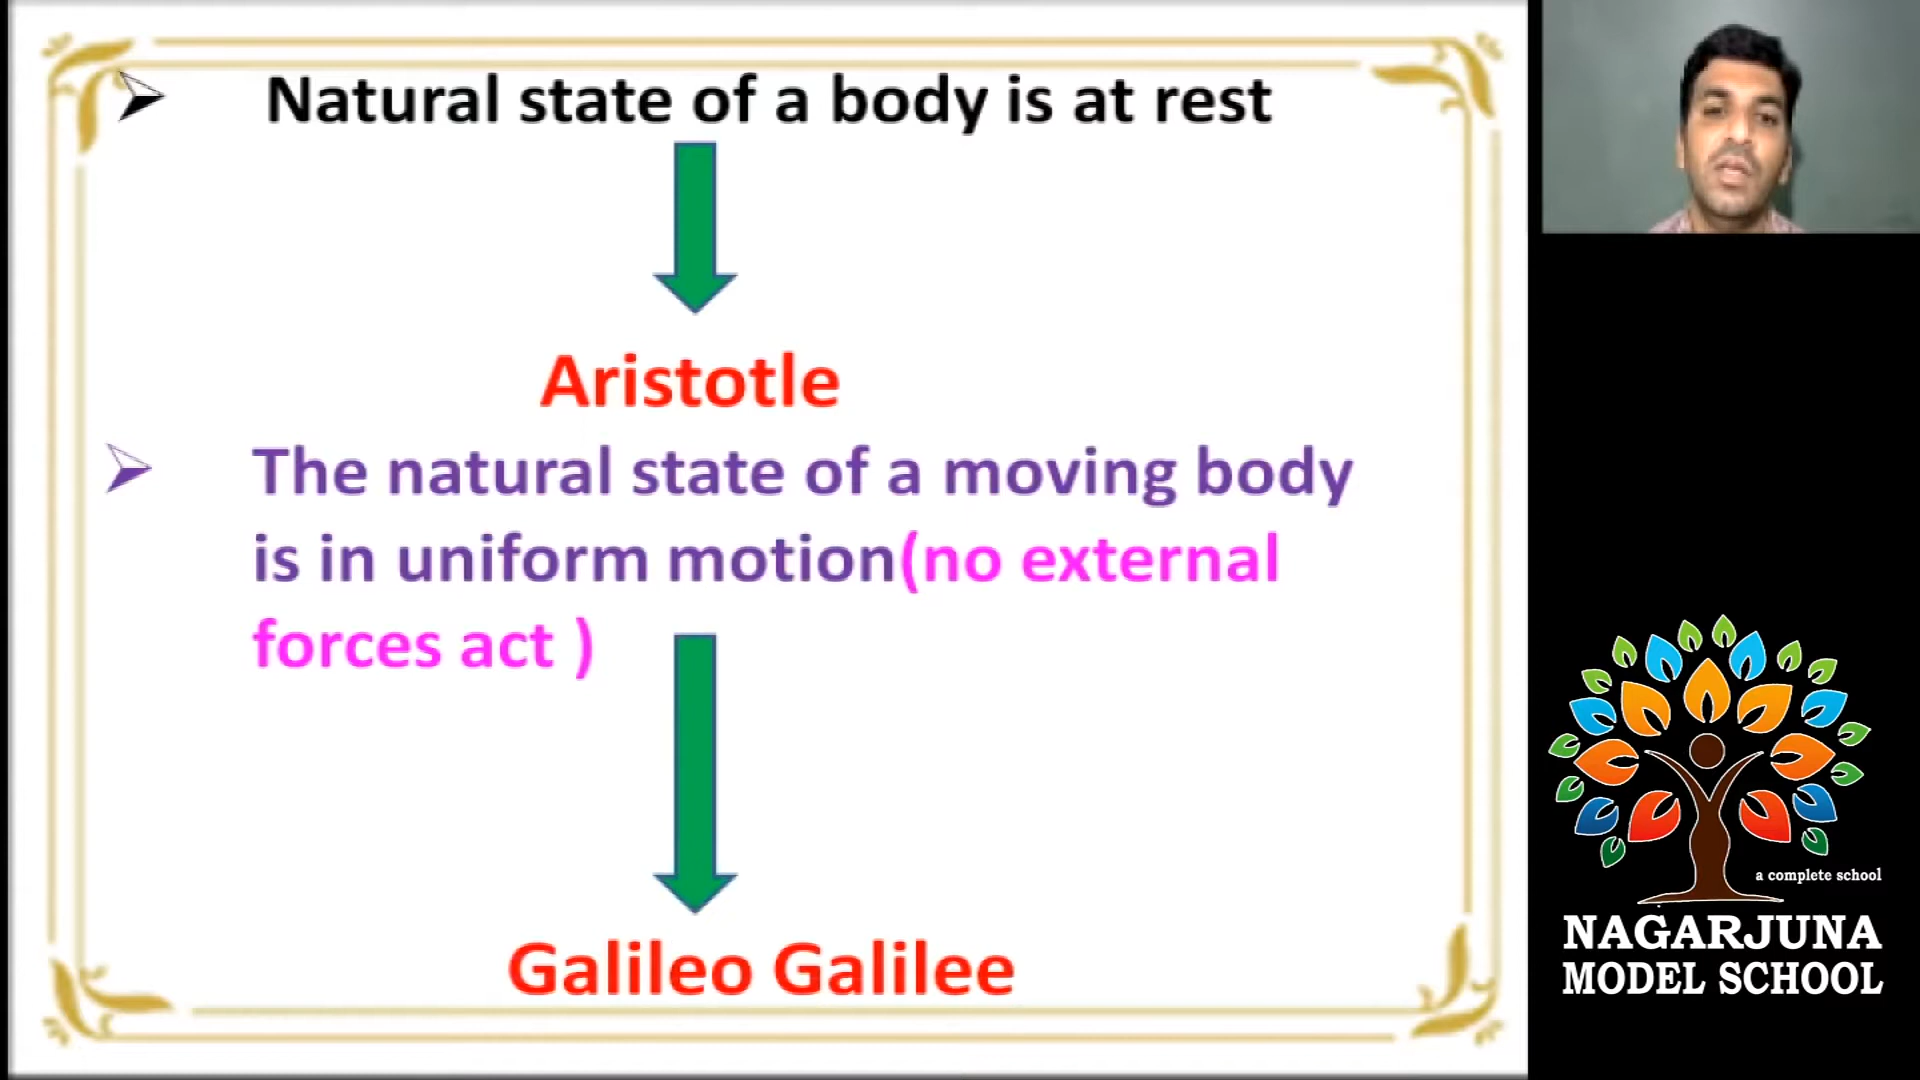 Natural state of a body is at rest
Aristotle
The natural state of a moving body
is in uniform motion(no external
forces act )
Galileo Galilee
a complete school
NAGARJUNA
MODEL SCHOOL